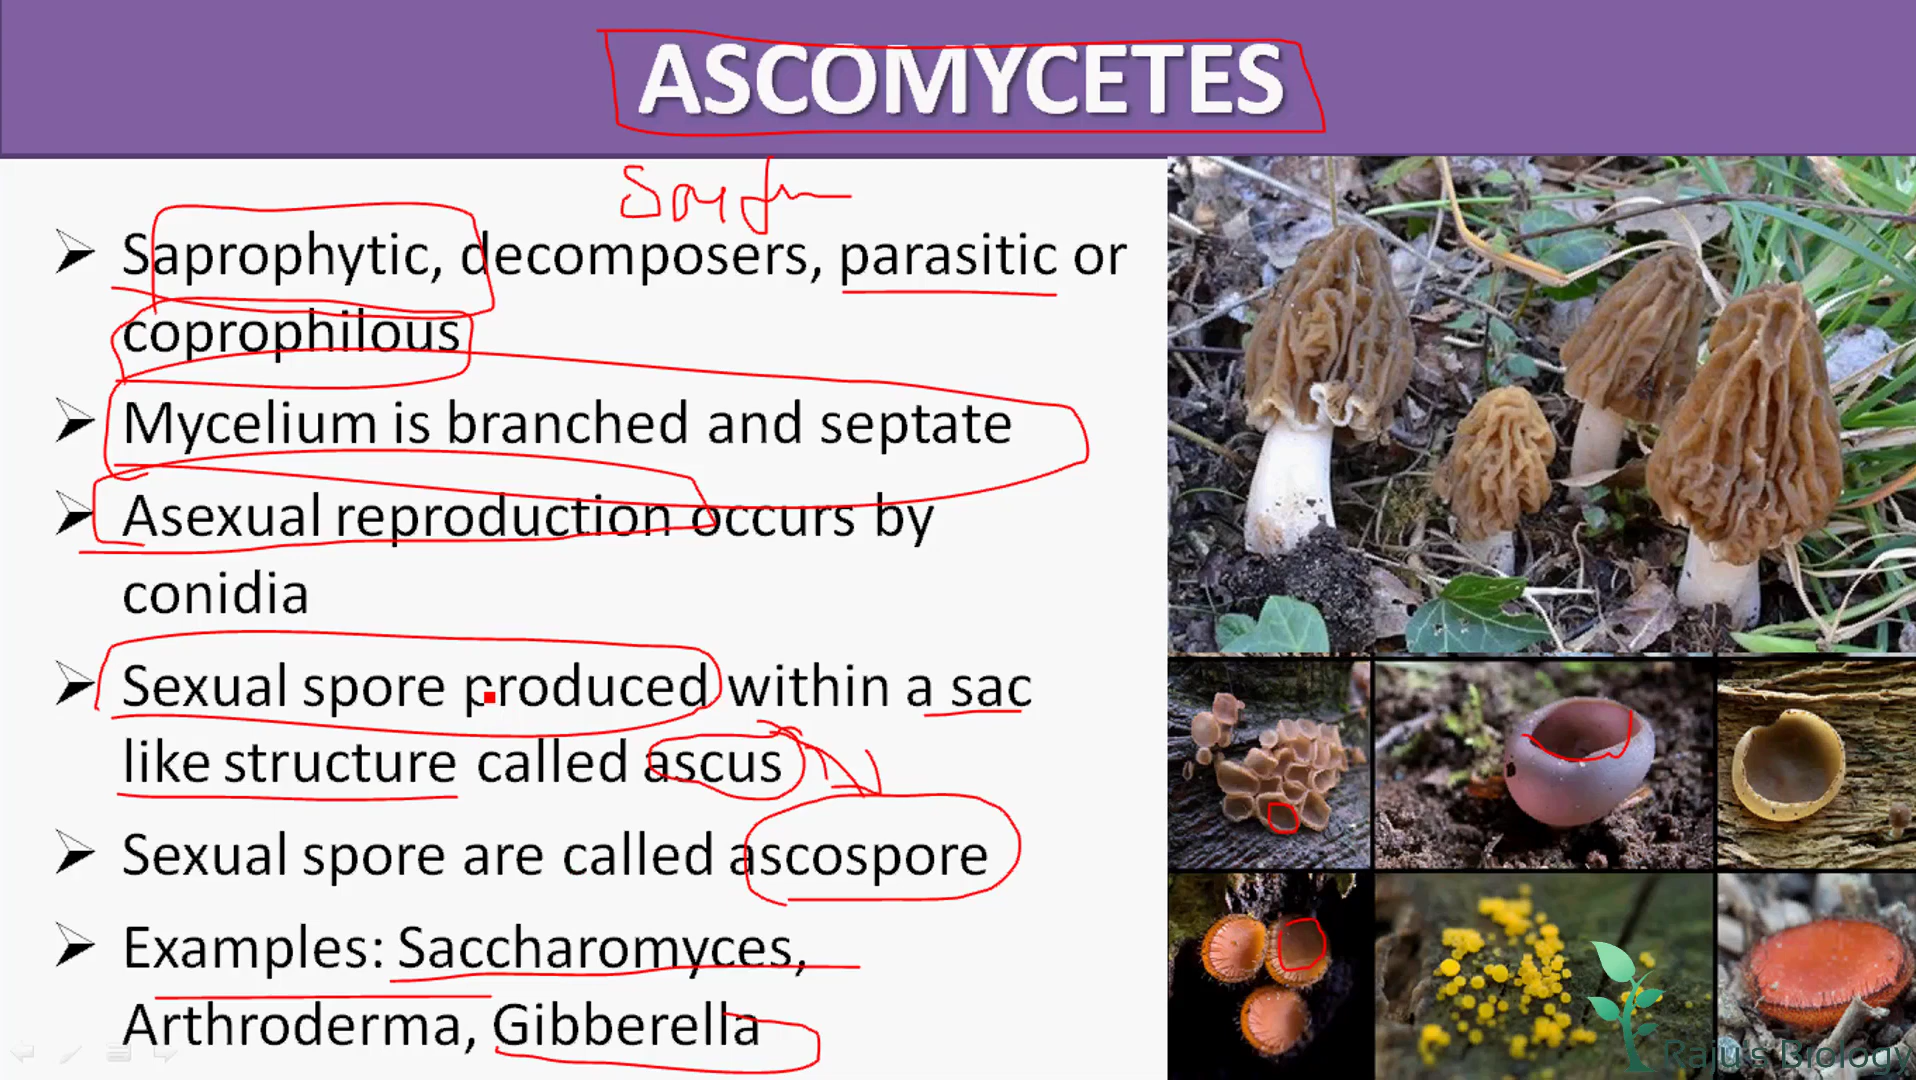 ASCOMYCETES
Saprophytic, decomposers, parasitic or
coprophilous
Mycelium is branched and septate
Asexual reproduction occurs by
conidia
Sexual spore produced within a sac
like structure called ascus
Sexual spore are called ascospore
Examples: Saccharomyces,
Arthroderma, Gibberella
Raju's Biology